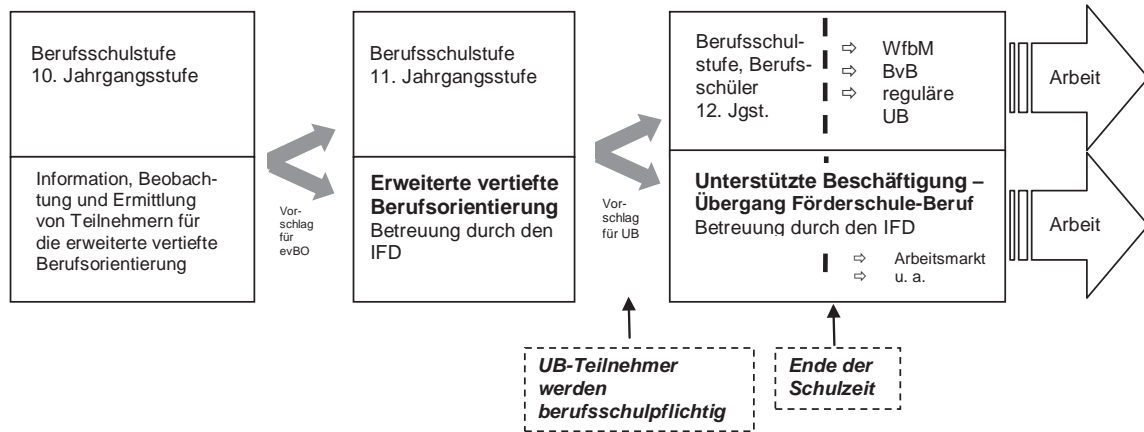 Berufsschulstufe
10. Jahrgangsstufe
Information, Beobach-
tung und Ermittlung
von Teilnehmern für
die erweiterte vertiefte
Berufsorientierung
Vor-
schlag
für
evBO
Berufsschulstufe
11. Jahrgangsstufe
Erweiterte vertiefte
Berufsorientierung
Betreuung durch den
IFD
Vor-
schlag
für UB
Berufsschul-
stufe, Berufs-
schüler
12. Jgst.
⇨ WfbM
⇨ BvB
⇨ reguläre
UB
Arbeit
Unterstützte Beschäftigung –
Übergang Förderschule-Beruf
Betreuung durch den IFD
⇨ Arbeitsmarkt
⇨ u. a.
Arbeit
UB-Teilnehmer
werden
berufsschulpflichtig
Ende der
Schulzeit